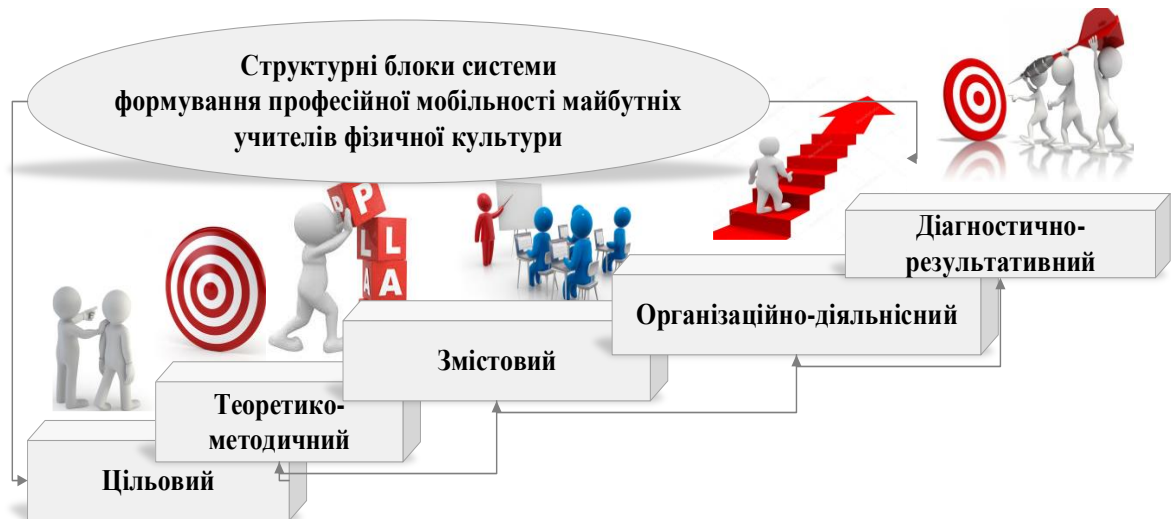 Структурні блоки системи
формування професійної мобільності майбутніх
учителів фізичної культури
P
L
L
A
A
Діагностично-
результативний
Організаційно-діяльнісний
Змістовий
Теоретико-
методичний
Цільовий